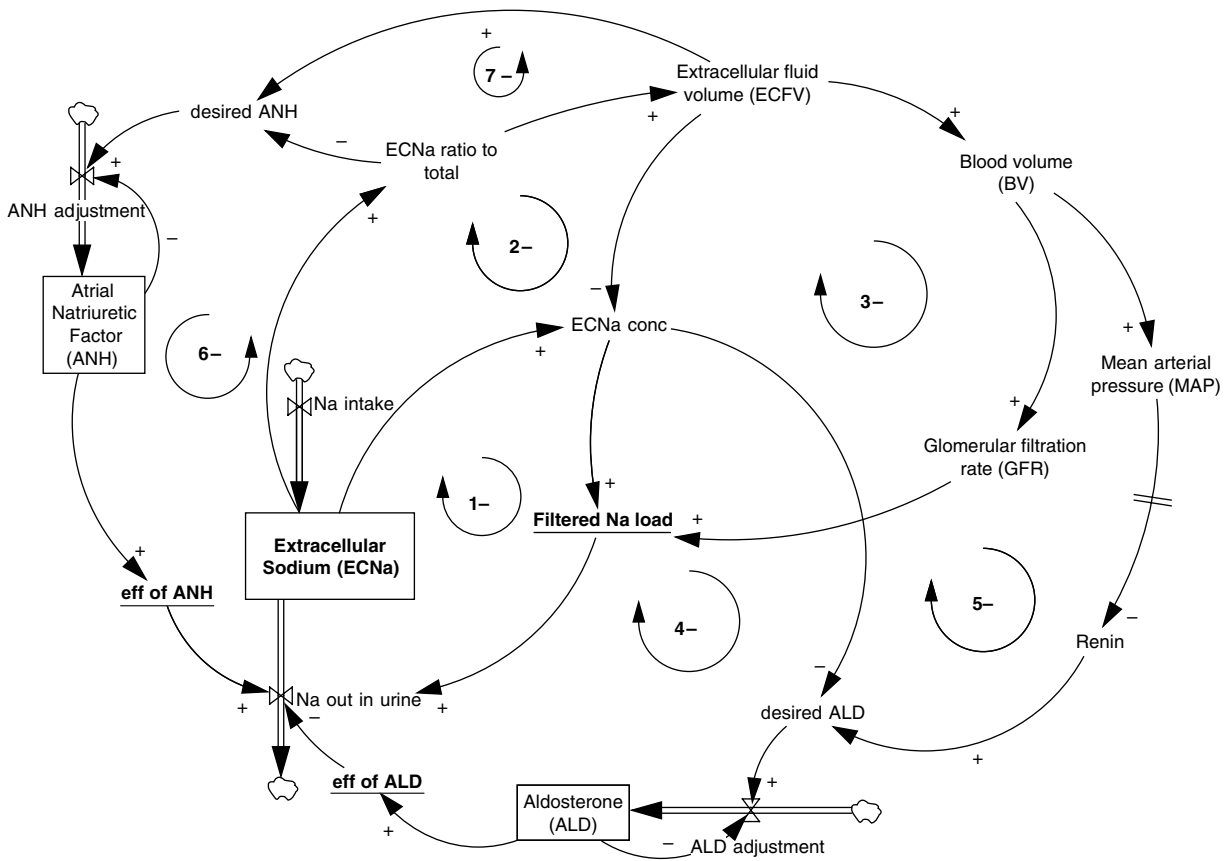 +
7–
Extracellular fluid
volume (ECFV)
desired ANH
+
+
+
–
ECNa ratio to
total
Blood volume
(BV)
+
ANH adjustment
+
–
2–
Atrial
Natriuretic
Factor
(ANH)
–
3–
ECNa conc
+
+
6–
Mean arterial
pressure (MAP)
Na intake
+
Glomerular filtration
rate (GFR)
1–
+
Filtered Na load
+
Extracellular
Sodium (ECNa)
+
eff of ANH
4–
5–
–
Renin
–
Na out in urine
+
+
–
desired ALD
+
eff of ALD
+
Aldosterone
(ALD)
+
–
ALD adjustment